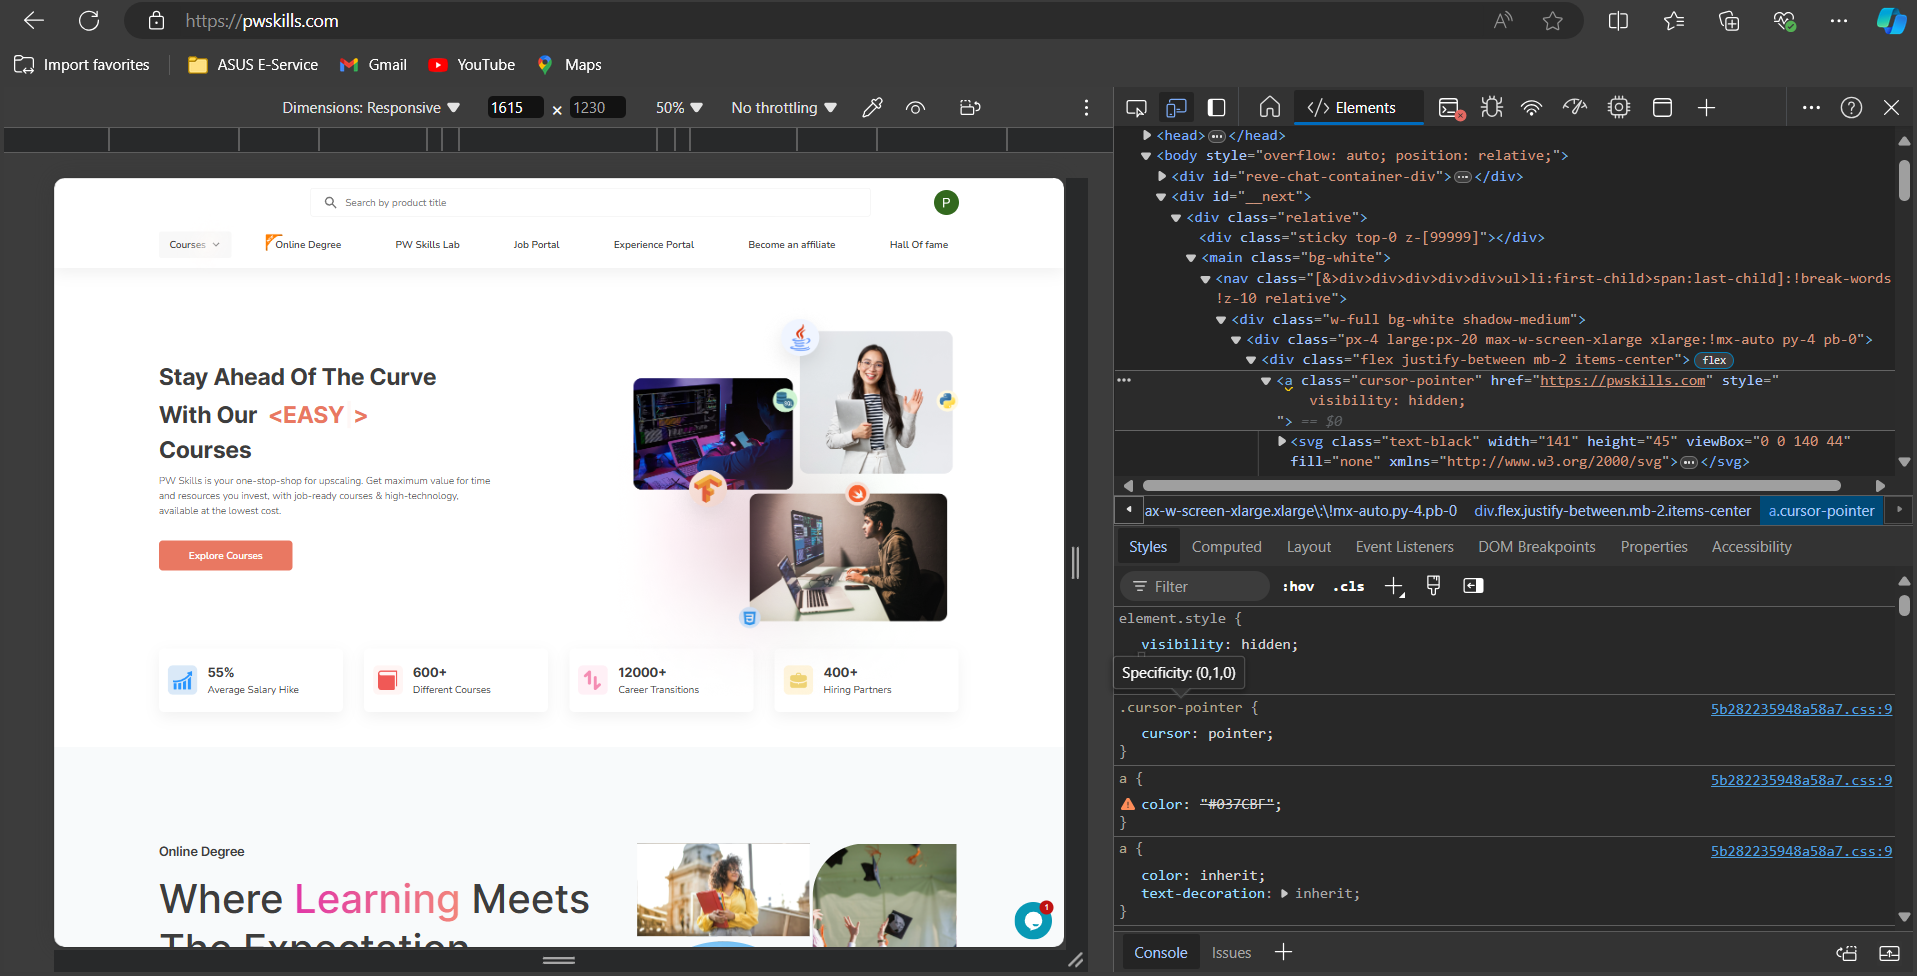 https://pwskills.com
Import favorites
ASUS E-Service
Gmail
YouTube
Maps
Dimensions: Responsive
1615 × 1230
50%
No throttling
Search by product title
P
Courses
Online Degree
PW Skills Lab
Job Portal
Experience Portal
Become an affiliate
Hall Of fame
Stay Ahead Of The Curve
With Our <EASY >
Courses
PW Skills is your one-stop-shop for upscaling. Get maximum value for time
and resources you invest, with job-ready courses & high-technology,
available at the lowest cost.
Explore Courses
55%
Average Salary Hike
600+
Different Courses
12000+
Career Transitions
400+
Hiring Partners
Online Degree
Where Learning Meets
The Expectation
1
</> Elements
<head>…</head>
<body style="overflow: auto; position: relative;">
<div id="reve-chat-container-div">…</div>
<div id="__next">
<div class="relative">
<div class="sticky top-0 z-[99999]"></div>
<main class="bg-white">
<nav class="[&>div>div>div>div>div>ul>li:first-child>span:last-child]:!break-words
!z-10 relative">
<div class="w-full bg-white shadow-medium">
<div class="px-4 large:px-20 max-w-screen-xlarge xlarge:!mx-auto py-4 pb-0">
<div class="flex justify-between mb-2 items-center"> flex
<a class="cursor-pointer" href="https://pwskills.com" style="
visibility: hidden;
"> == $0
<svg class="text-black" width="141" height="45" viewBox="0 0 140 44"
fill="none" xmlns="http://www.w3.org/2000/svg">…</svg>
ax-w-screen-xlarge.xlarge\:\!mx-auto.py-4.pb-0
div.flex.justify-between.mb-2.items-center
a.cursor-pointer
Styles
Computed
Layout
Event Listeners
DOM Breakpoints
Properties
Accessibility
Filter
:hov
.cls
element.style {
visibility: hidden;
Specificity: (0,1,0)
.cursor-pointer {
5b282235948a58a7.css:9
cursor: pointer;
}
a {
5b282235948a58a7.css:9
color: "#037CBF";
}
a {
5b282235948a58a7.css:9
color: inherit;
text-decoration: inherit;
}
Console
Issues